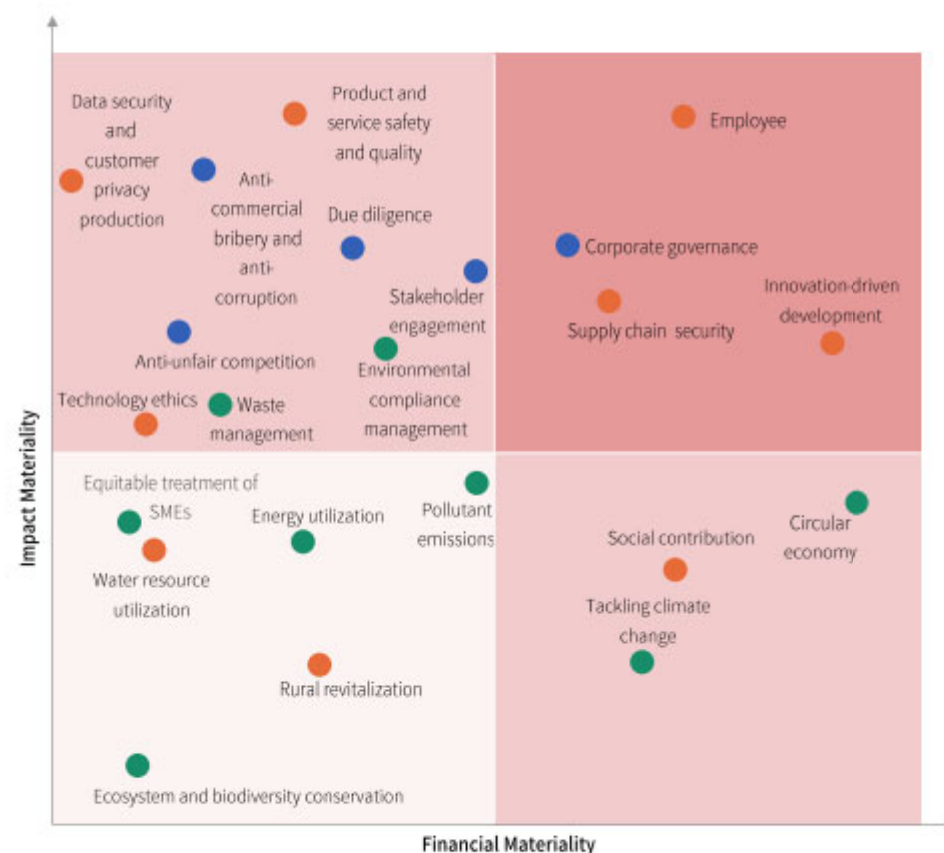 Data security
and
customer
privacy
production
Product and
service safety
and quality
Employee
Anti-
commercial
bribery and
anti-
corruption
Due diligence
Stakeholder
engagement
Corporate governance
Innovation-driven
development
Supply chain security
Anti-unfair competition
Environmental
compliance
management
Technology ethics
Waste
management
Impact Materiality
Equitable treatment of
SMEs
Energy utilization
Pollutant
emissions
Social contribution
Circular
economy
Water resource
utilization
Tackling climate
change
Rural revitalization
Ecosystem and biodiversity conservation
Financial Materiality